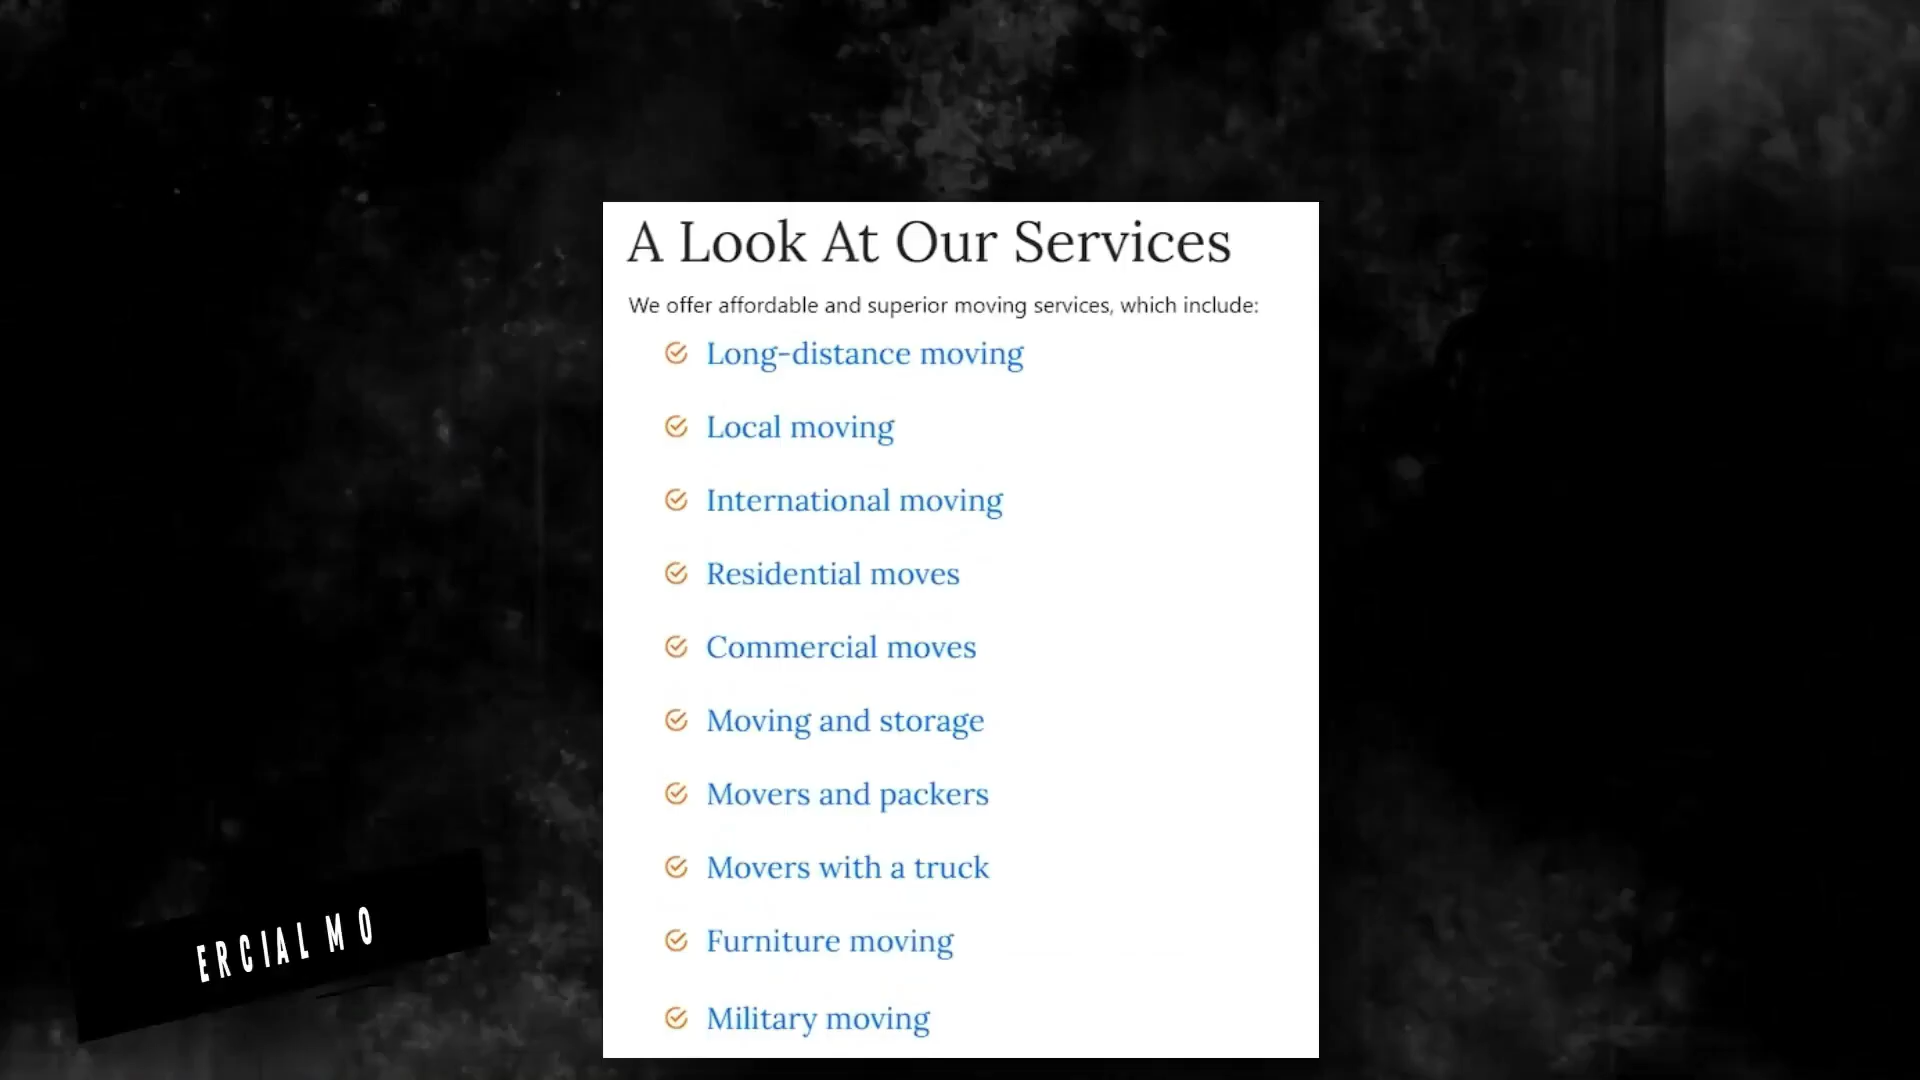 A Look At Our Services
We offer affordable and superior moving services, which include:
Long-distance moving
Local moving
International moving
Residential moves
Commercial moves
Moving and storage
Movers and packers
Movers with a truck
Furniture moving
Military moving
ERCIAL MO